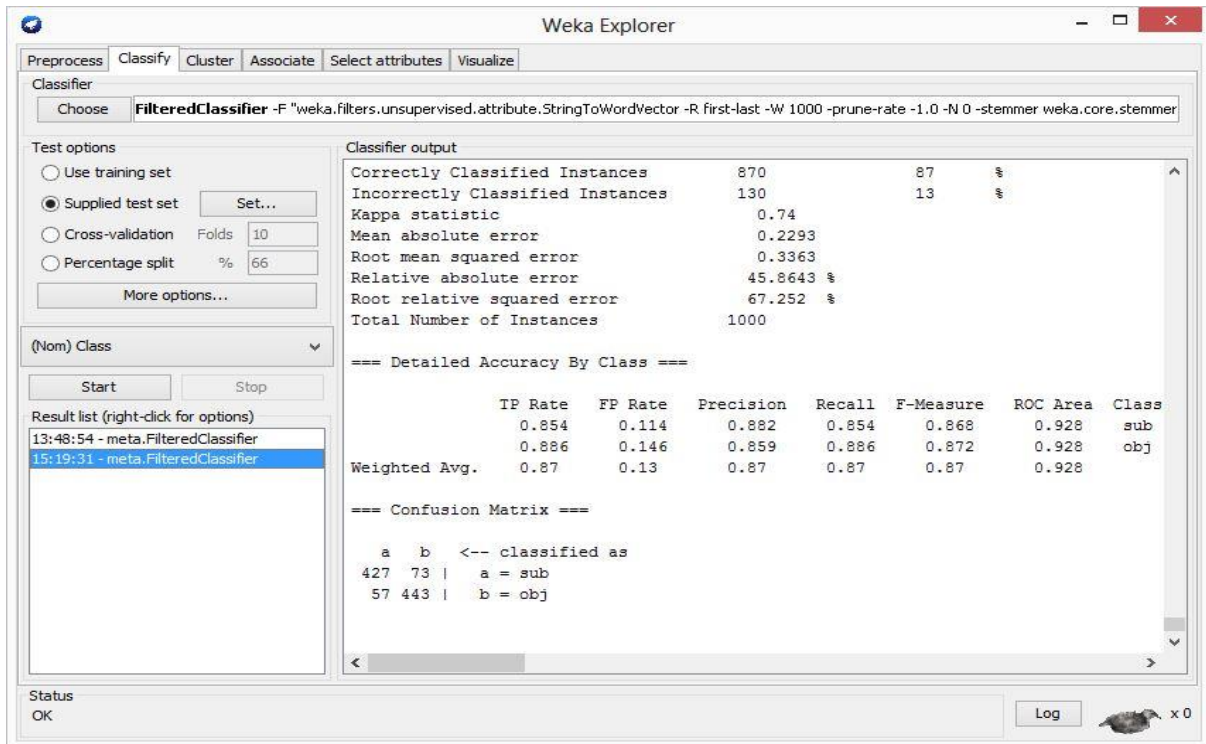 Weka Explorer
Preprocess Classify Cluster Associate Select attributes Visualize
Classifier
Choose FilteredClassifier -F "weka.filters.unsupervised.attribute.StringToWordVector -R first-last -W 1000 -prune-rate -1.0 -N 0 -stemmer weka.core.stemmer
Test options
Use training set
Supplied test set Set...
Cross-validation Folds 10
Percentage split % 66
More options...
(Nom) Class
Start Stop
Result list (right-click for options)
13:48:54 - meta.FilteredClassifier
15:19:31 - meta.FilteredClassifier
Classifier output
Correctly Classified Instances 870 87 %
Incorrectly Classified Instances 130 13 %
Kappa statistic 0.74
Mean absolute error 0.2293
Root mean squared error 0.3363
Relative absolute error 45.8643 %
Root relative squared error 67.252 %
Total Number of Instances 1000
=== Detailed Accuracy By Class ===
TP Rate FP Rate Precision Recall F-Measure ROC Area Class
0.854 0.114 0.882 0.854 0.868 0.928 sub
0.886 0.146 0.859 0.886 0.872 0.928 obj
Weighted Avg. 0.87 0.13 0.87 0.87 0.87 0.928
=== Confusion Matrix ===
a b <-- classified as
427 73 | a = sub
57 443 | b = obj
Status
OK
Log x 0